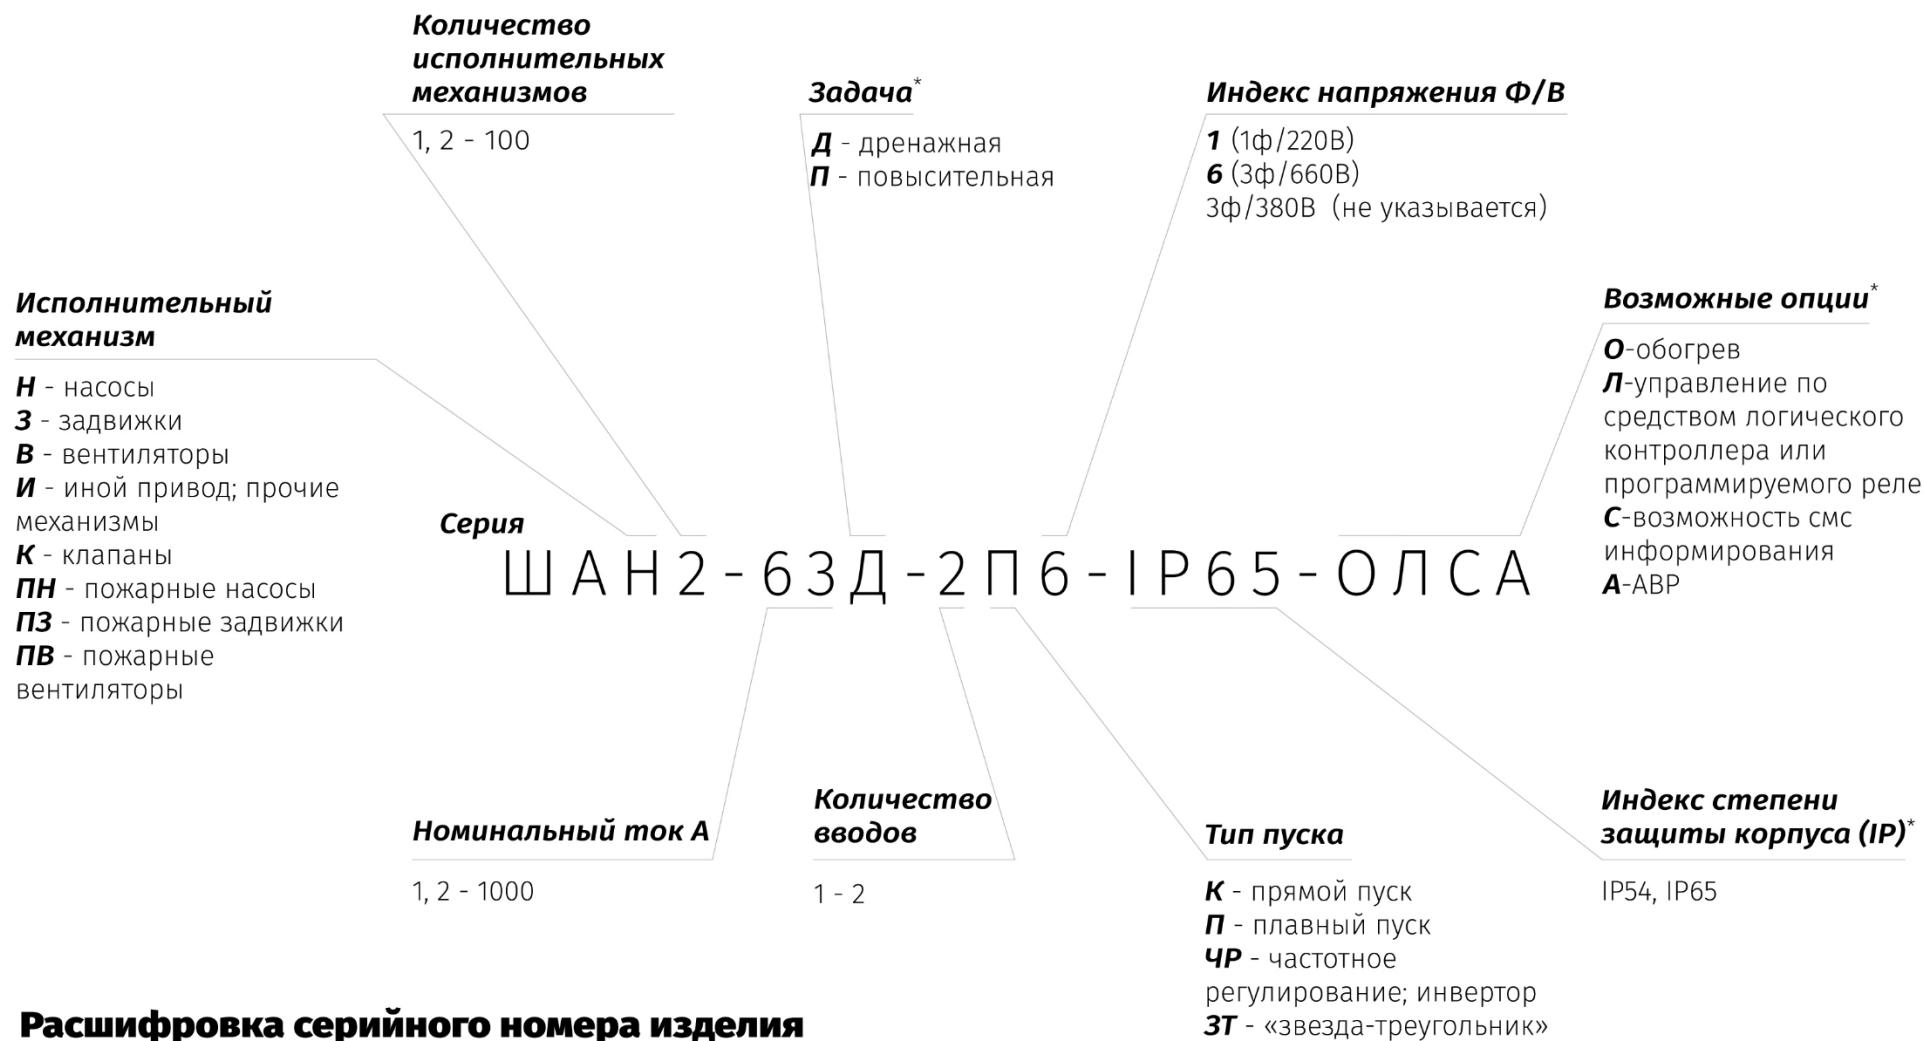 Количество
исполнительных
механизмов
1, 2 - 100
Задача*
Д - дренажная
П - повысительная
Индекс напряжения Ф/В
1 (1ф/220В)
6 (3ф/660В)
3ф/380В (не указывается)
Исполнительный
механизм
Н - насосы
З - задвижки
В - вентиляторы
И - иной привод; прочие
механизмы
К - клапаны
ПН - пожарные насосы
ПЗ - пожарные задвижки
ПВ - пожарные
вентиляторы
Возможные опции*
О-обогрев
Л-управление по
средством логического
контроллера или
программируемого реле
С-возможность смс
информирования
А-АВР
Серия
ШАН2-63Д-2П6-IP65-ОЛСА
Номинальный ток А
1, 2 - 1000
Количество
вводов
1 - 2
Тип пуска
К - прямой пуск
П - плавный пуск
ЧР - частотное
регулирование; инвертор
ЗТ - «звезда-треугольник»
Индекс степени
защиты корпуса (IP)*
IP54, IP65
Расшифровка серийного номера изделия